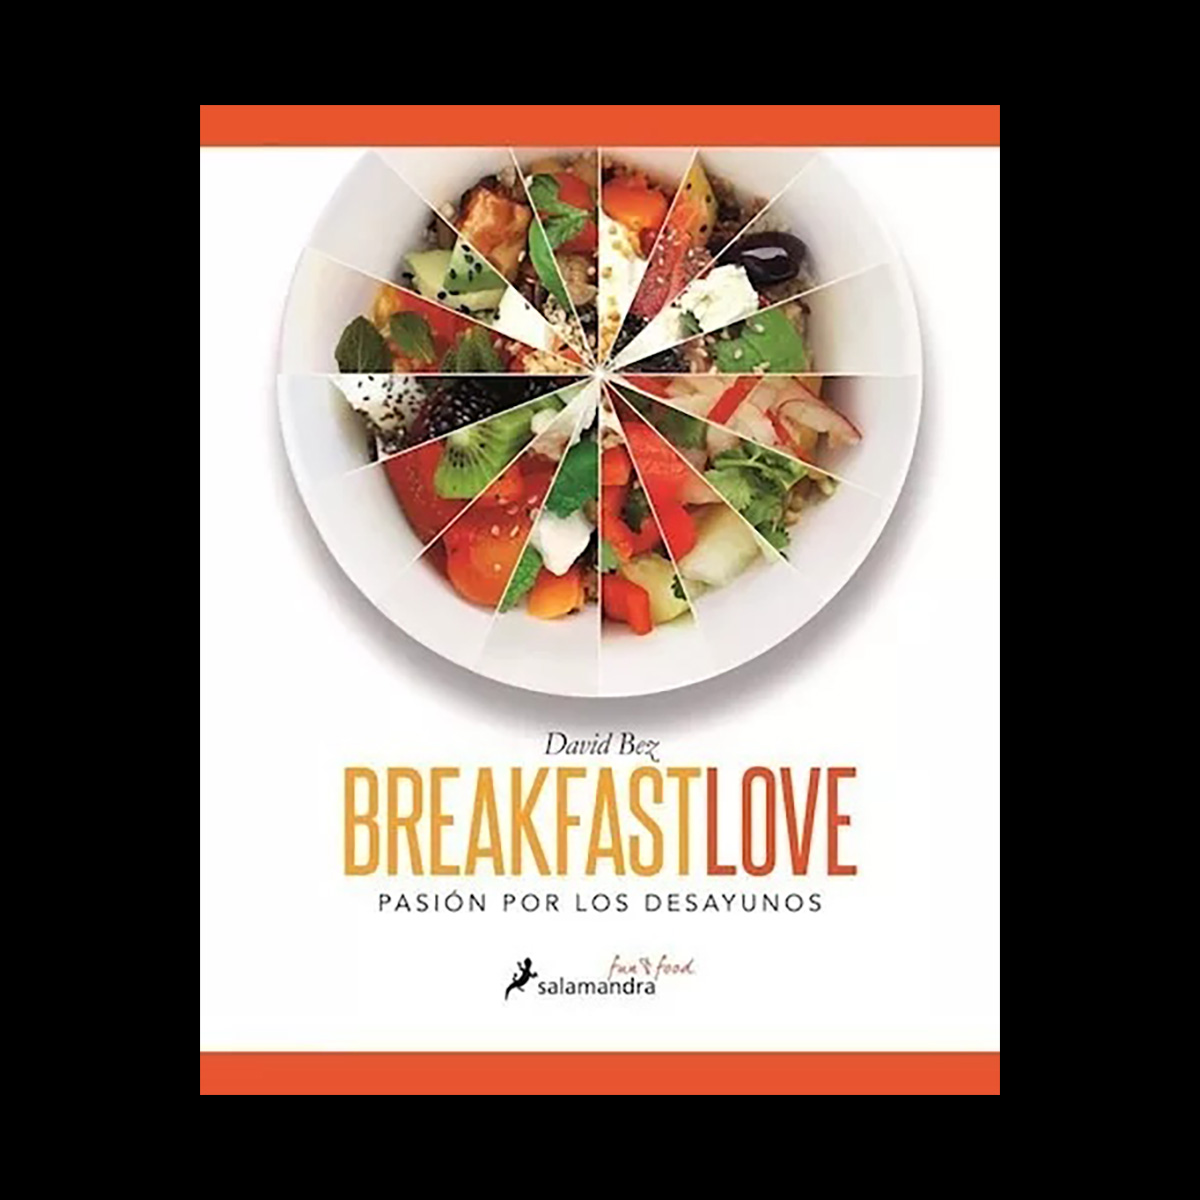 David Bez
BREAKFASTLOVE
PASIÓN POR LOS DESAYUNOS
fun & food
salamandra